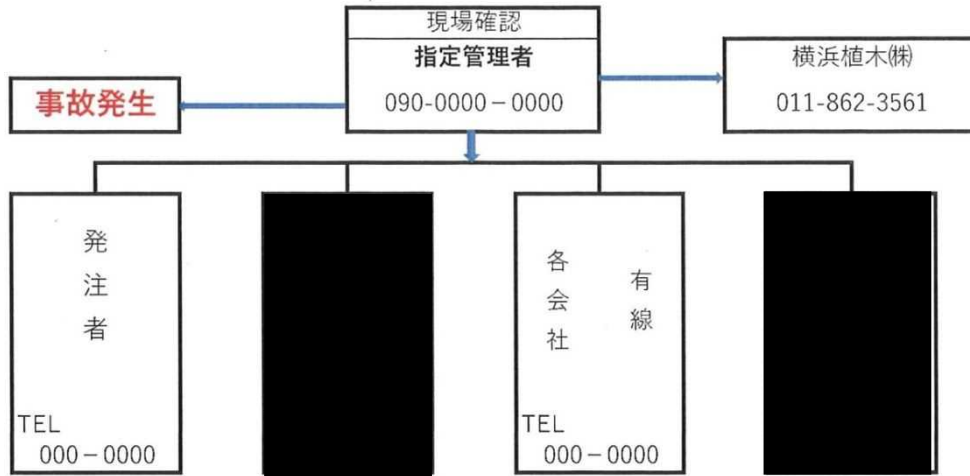 現場確認
指定管理者
090-0000-0000
事故発生
横浜植木㈱
011-862-3561
発注者
TEL
000-0000
有線
各会社
TEL
000-0000